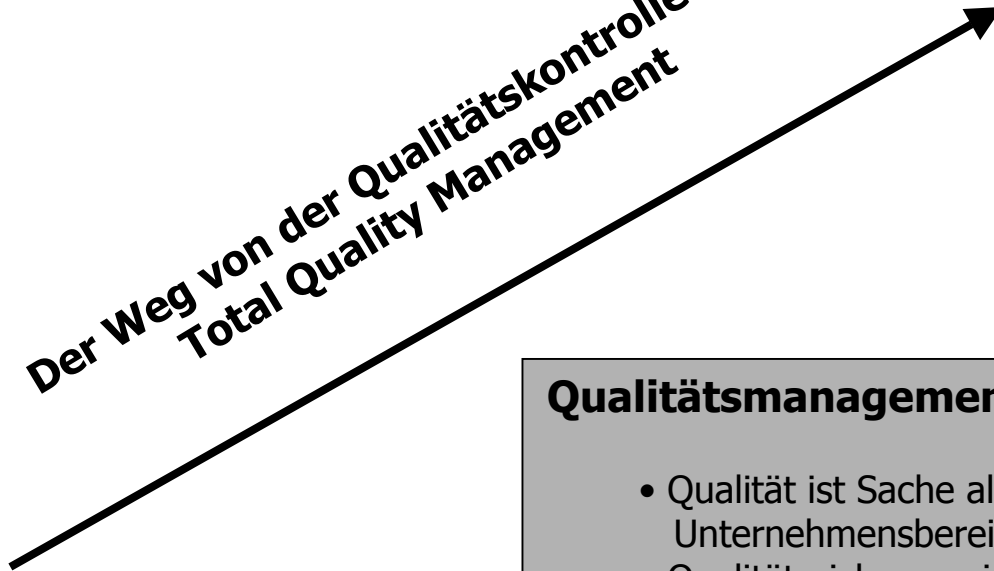 Der Weg von der Qualitätskontrolle
Total Quality Management
Qualitätsmanagemen
• Qualität ist Sache al
Unternehmensberei